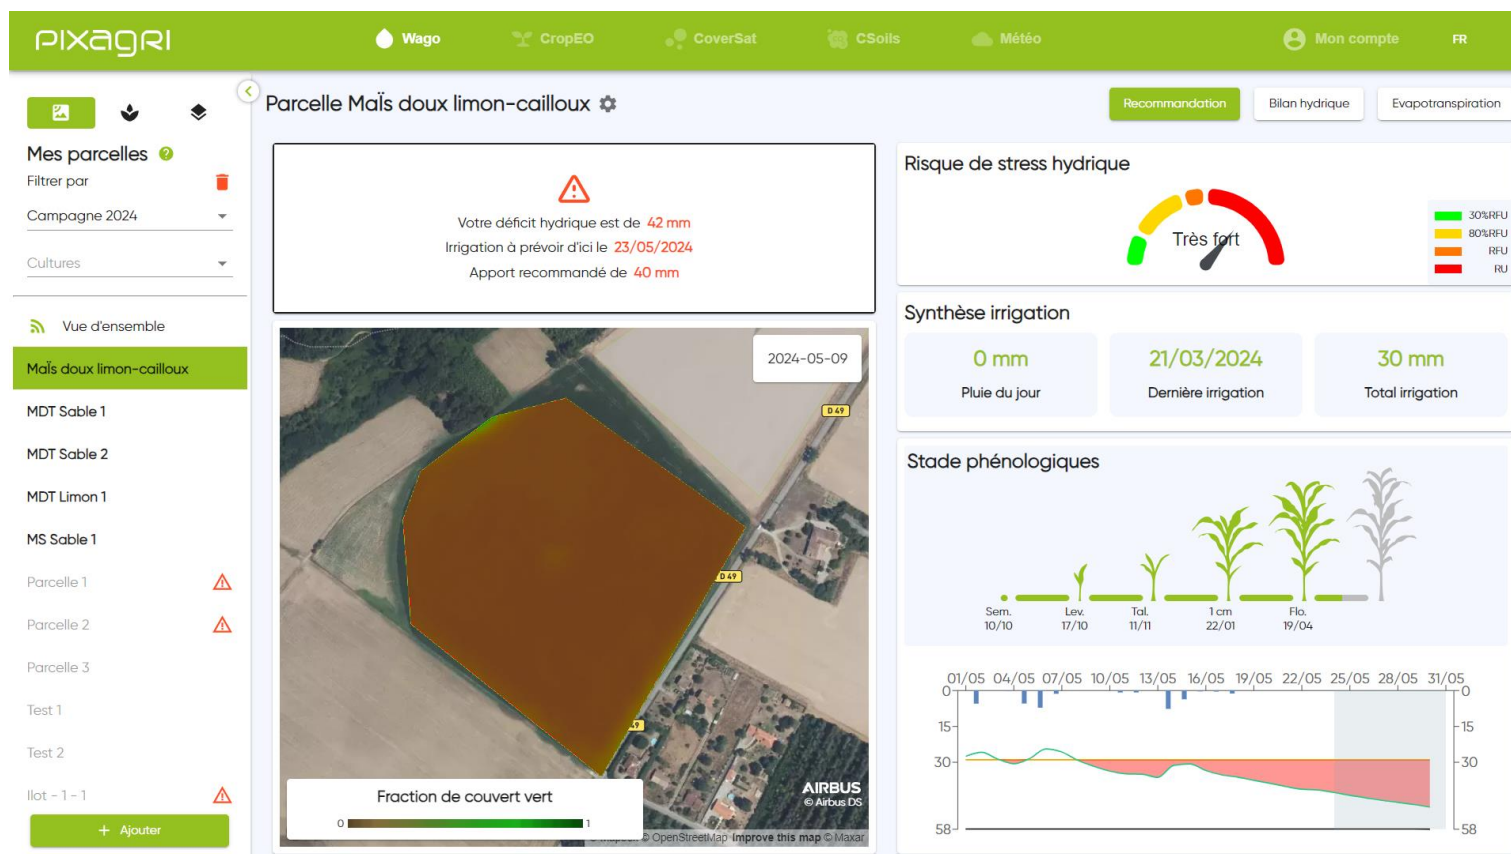 PIXAGRI
Wago
CropEO
CoverSat
CSoils
Météo
Mon compte
FR
Mes parcelles
Filtrer par
Campagne 2024
Cultures
Vue d'ensemble
MaÏs doux limon-cailloux
MDT Sable 1
MDT Sable 2
MDT Limon 1
MS Sable 1
Parcelle 1
Parcelle 2
Parcelle 3
Test 1
Test 2
Ilot - 1 - 1
+ Ajouter
Parcelle MaÏs doux limon-cailloux
Recommandation
Bilan hydrique
Evapotranspiration
Votre déficit hydrique est de 42 mm
Irrigation à prévoir d'ici le 23/05/2024
Apport recommandé de 40 mm
2024-05-09
D 49
D 49
49
Fraction de couvert vert
0 1
AIRBUS
© Airbus DS
© OpenStreetMap Improve this map © Maxar
Risque de stress hydrique
Très fort
30%RFU
80%RFU
RFU
RU
Synthèse irrigation
0 mm
Pluie du jour
21/03/2024
Dernière irrigation
30 mm
Total irrigation
Stade phénologiques
Sem. Lev. Tal. 1 cm Flo.
10/10 17/10 11/11 22/01 19/04
01/05 04/05 07/05 10/05 13/05 16/05 19/05 22/05 25/05 28/05 31/05
0 0
15 15
30 30
58 58